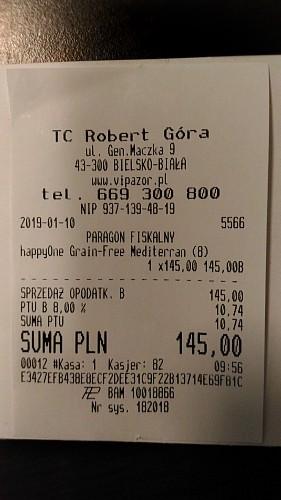 TC Robert Góra
ul. Gen.Maczka 9
43-300 BIELSKO-BIAŁA
www.vipazor.pl
tel. 669 300 800
NIP 937-139-48-19
2019-01-10 5566
PARAGON FISKALNY
happyOne Grain-Free Mediterran (B)
1 x145,00 145,00B
SPRZEDAŻ OPODATK. B 145,00
PTU B 8,00 % 10,74
SUMA PTU 10,74
SUMA PLN 145,00
00012 #Kasa: 1 Kasjer: 82 09:56
E3427EFB438E8ECF2DEE31C9F22B13714E69FB1C
BAM 10018866
Nr sys. 182018